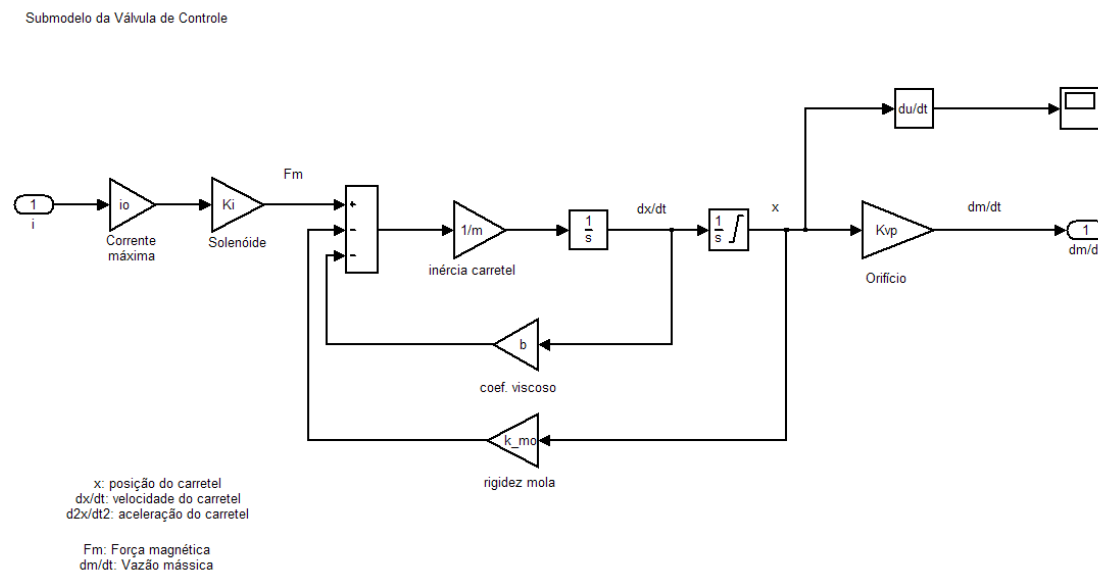 Submodelo da Válvula de Controle
du/dt
Fm
dx/dt
x
dm/dt
1
i
io
Corrente
máxima
Ki
Solenóide
+
-
-
1/m
inércia carretel
1
s
1
s
Kvp
Orifício
1
dm/d
b
coef. viscoso
k_mo
rigidez mola
x: posição do carretel
dx/dt: velocidade do carretel
d2x/dt2: aceleração do carretel
Fm: Força magnética
dm/dt: Vazão mássica